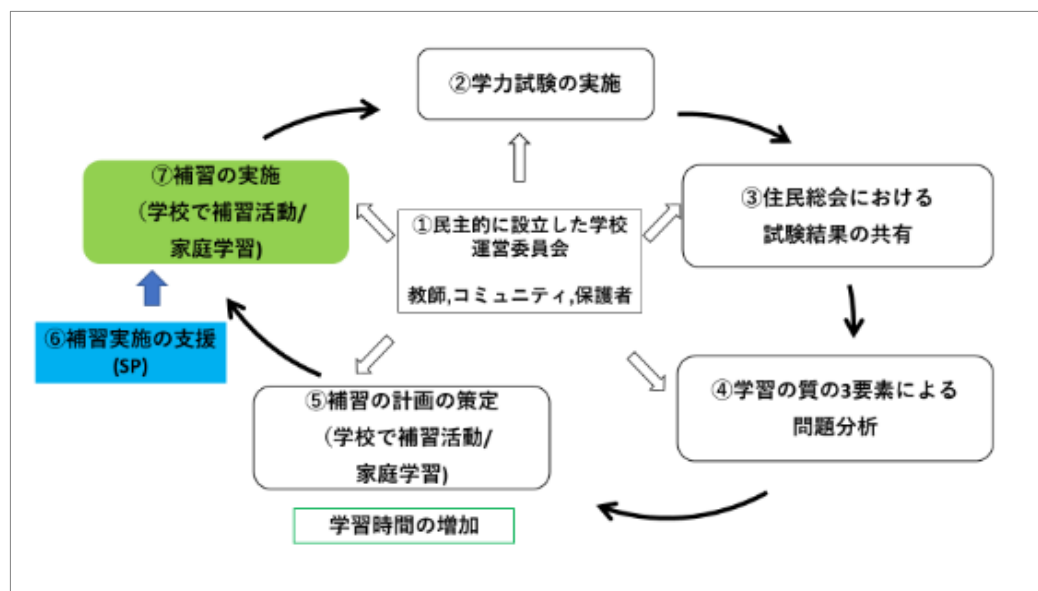 ②学力試験の実施
⑦補習の実施
（学校で補習活動/
家庭学習)
①民主的に設立した学校
運営委員会
教師,コミュニティ,保護者
③住民総会における
試験結果の共有
⑥補習実施の支援
(SP)
⑤補習の計画の策定
（学校で補習活動/
家庭学習)
④学習の質の3要素による
問題分析
学習時間の増加